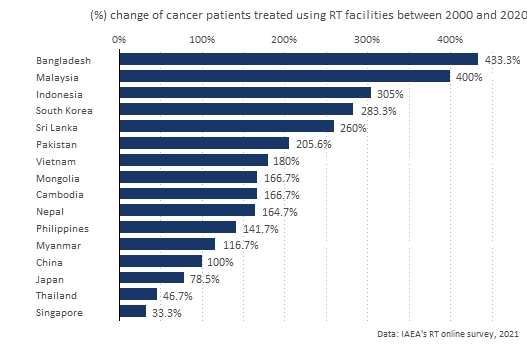 (%) change of cancer patients treated using RT facilities between 2000 and 2020
0% 100% 200% 300% 400%
Bangladesh 433.3%
Malaysia 400%
Indonesia 305%
South Korea 283.3%
Sri Lanka 260%
Pakistan 205.6%
Vietnam 180%
Mongolia 166.7%
Cambodia 166.7%
Nepal 164.7%
Philippines 141.7%
Myanmar 116.7%
China 100%
Japan 78.5%
Thailand 46.7%
Singapore 33.3%
Data: IAEA's RT online survey, 2021